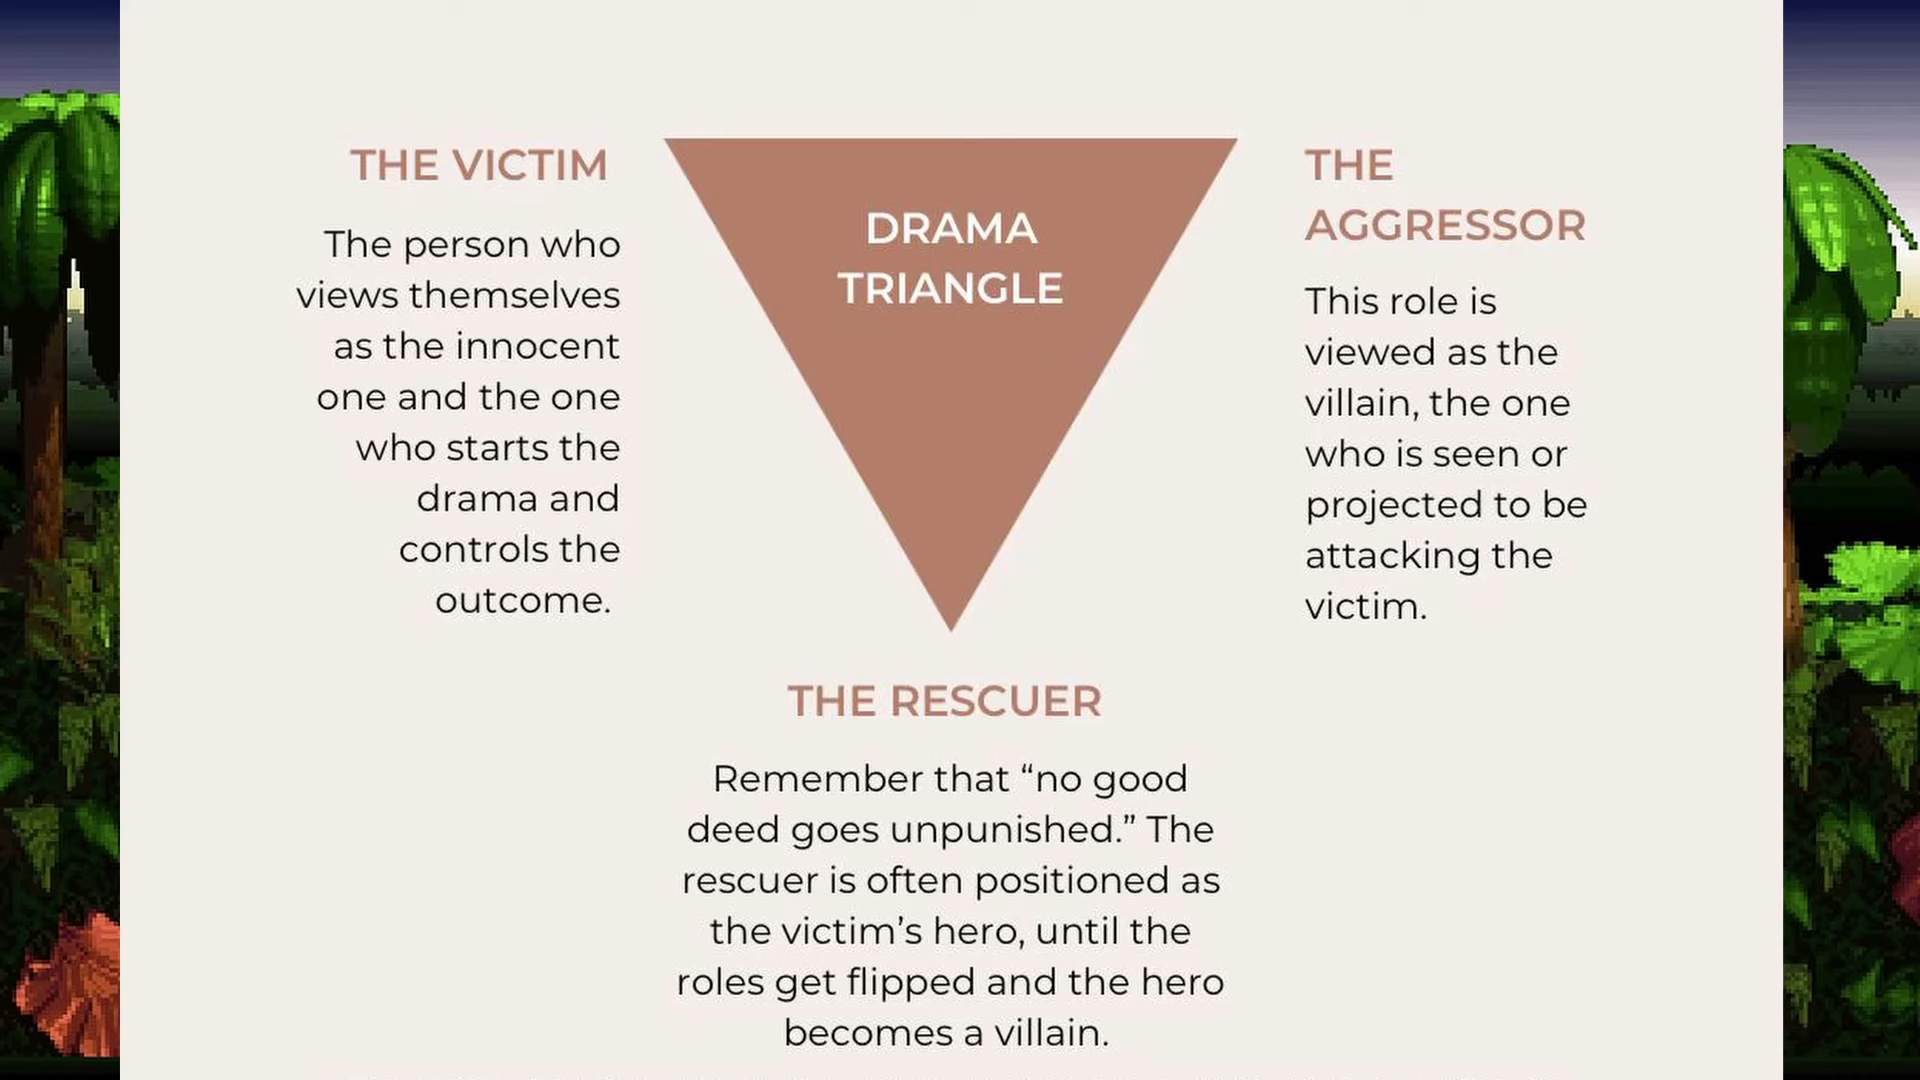 THE VICTIM
The person who
views themselves
as the innocent
one and the one
who starts the
drama and
controls the
outcome.
DRAMA
TRIANGLE
THE
AGGRESSOR
This role is
viewed as the
villain, the one
who is seen or
projected to be
attacking the
victim.
THE RESCUER
Remember that “no good
deed goes unpunished.” The
rescuer is often positioned as
the victim’s hero, until the
roles get flipped and the hero
becomes a villain.